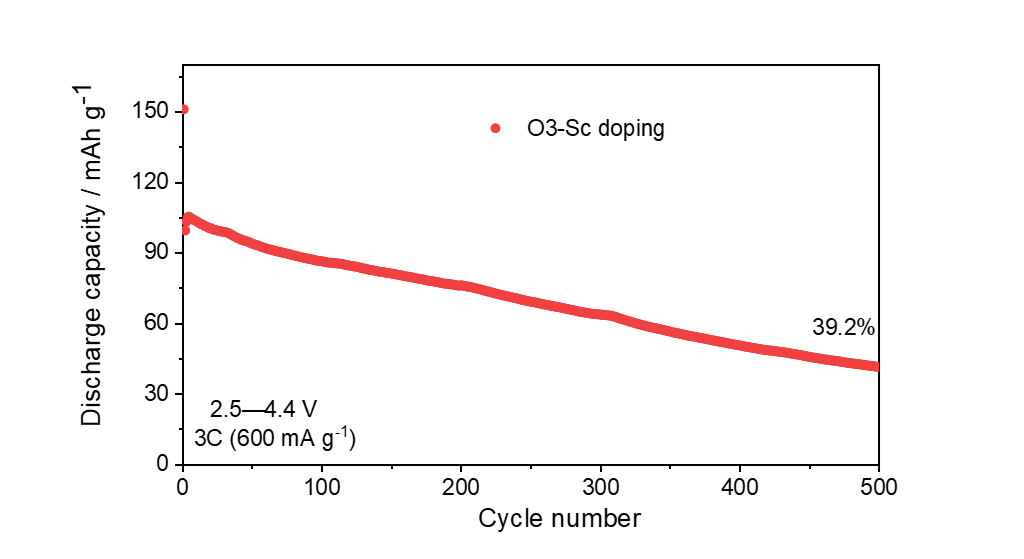 Discharge capacity / mAh g⁻¹
150
120
90
60
30
0
O3-Sc doping
39.2%
2.5—4.4 V
3C (600 mA g⁻¹)
0 100 200 300 400 500
Cycle number